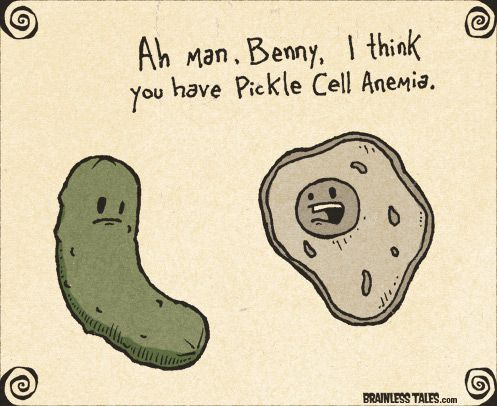 Ah man, Benny, I think
you have Pickle Cell Anemia.
BRAINLESS TALES.com